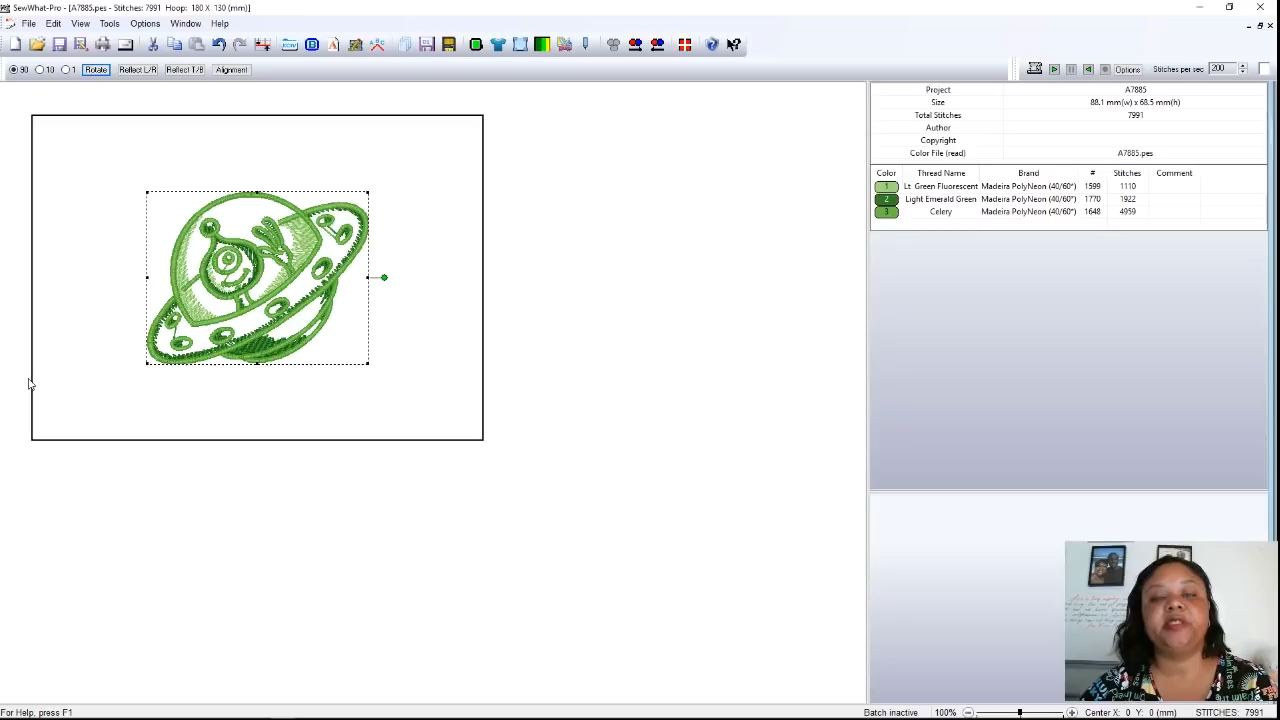 SewWhat-Pro - [A7885.pes - Stitches: 7991 Hoop: 180 X 130 (mm)]
File Edit View Tools Options Window Help
90 10 1 Rotate Reflect L/R Reflect T/B Alignment Options Stitches per sec 200
Project A7885
Size 88.1 mm(w) x 68.5 mm(h)
Total Stitches 7991
Author
Copyright
Color File (read) A7885.pes
Color Thread Name Brand # Stitches Comment
1 Lt Green Fluorescent Madeira PolyNeon (40/60*) 1599 1110
2 Light Emerald Green Madeira PolyNeon (40/60*) 1770 1922
3 Celery Madeira PolyNeon (40/60*) 1648 4959
For Help, press F1 Batch inactive 100% Center X: 0 Y: 0 (mm) STITCHES: 7991